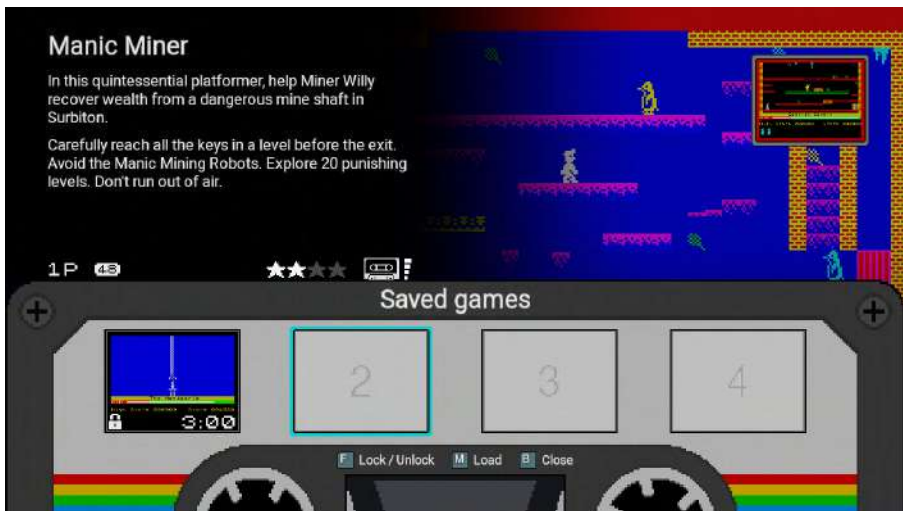 Manic Miner
In this quintessential platformer, help Miner Willy
recover wealth from a dangerous mine shaft in
Surbiton.
Carefully reach all the keys in a level before the exit.
Avoid the Manic Mining Robots. Explore 20 punishing
levels. Don't run out of air.
1P 48
Saved games
3:00
2
3
4
F Lock/Unlock M Load B Close